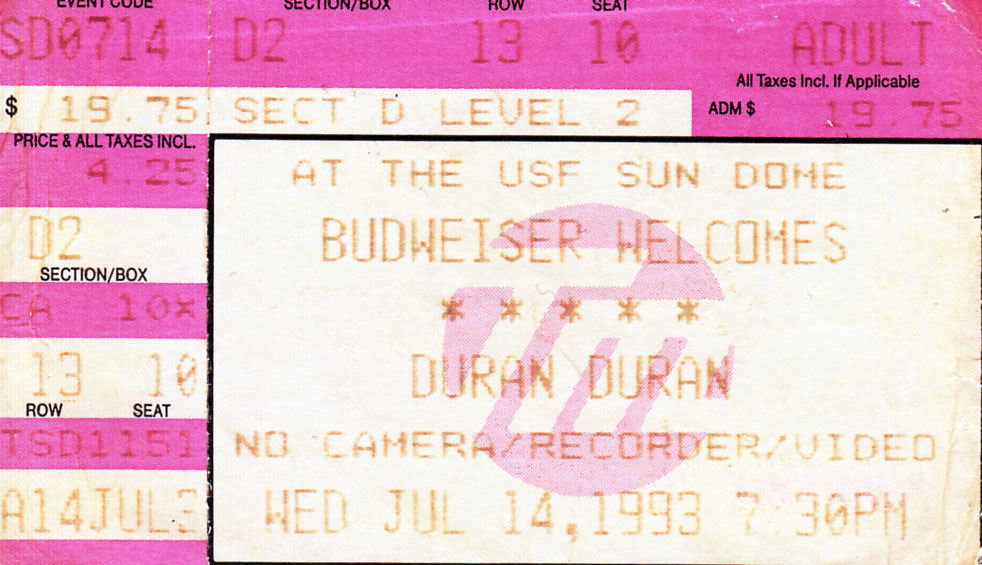 EVENT CODE SECTION/BOX ROW SEAT
SD0714 D2 13 10 ADULT
All Taxes Incl. If Applicable
$ 19.75 SECT D LEVEL 2 ADM $ 19.75
PRICE & ALL TAXES INCL.
4.25
AT THE USF SUN DOME
D2
BUDWEISER WELCOMES
SECTION/BOX
CA 10X
* * * * *
13 10
DURAN DURAN
ROW SEAT
TSD1151
NO CAMERA/RECORDER/VIDEO
A14JUL3
WED JUL 14,1993 7:30PM